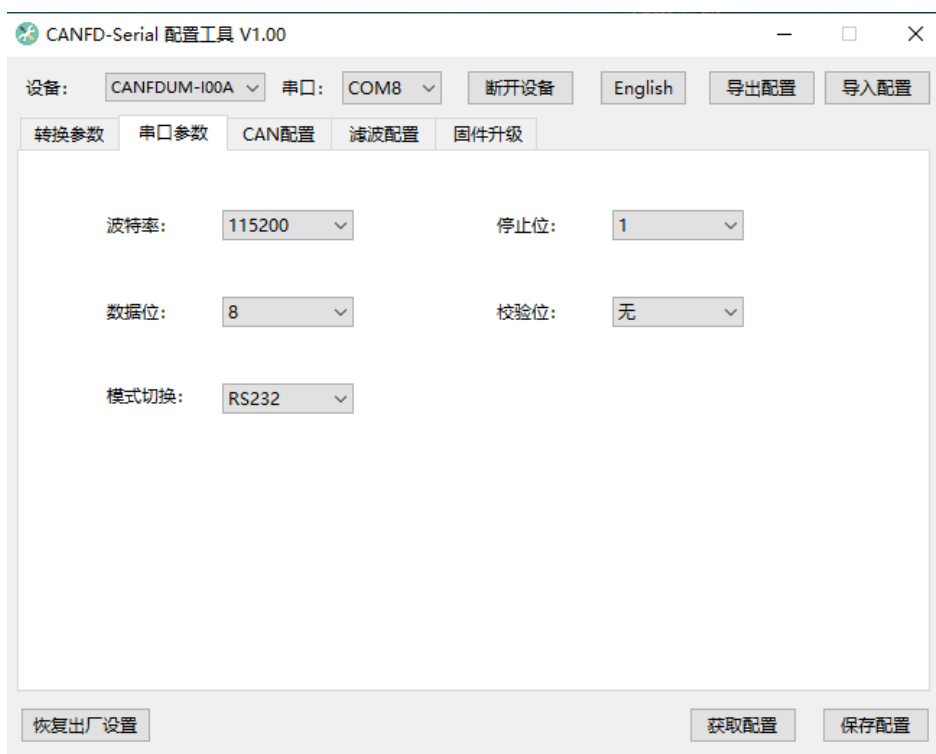 CANFD-Serial 配置工具 V1.00
设备: CANFDUM-I00A 串口: COM8 断开设备 English 导出配置 导入配置
转换参数 串口参数 CAN配置 滤波配置 固件升级
波特率: 115200 停止位: 1
数据位: 8 校验位: 无
模式切换: RS232
恢复出厂设置 获取配置 保存配置